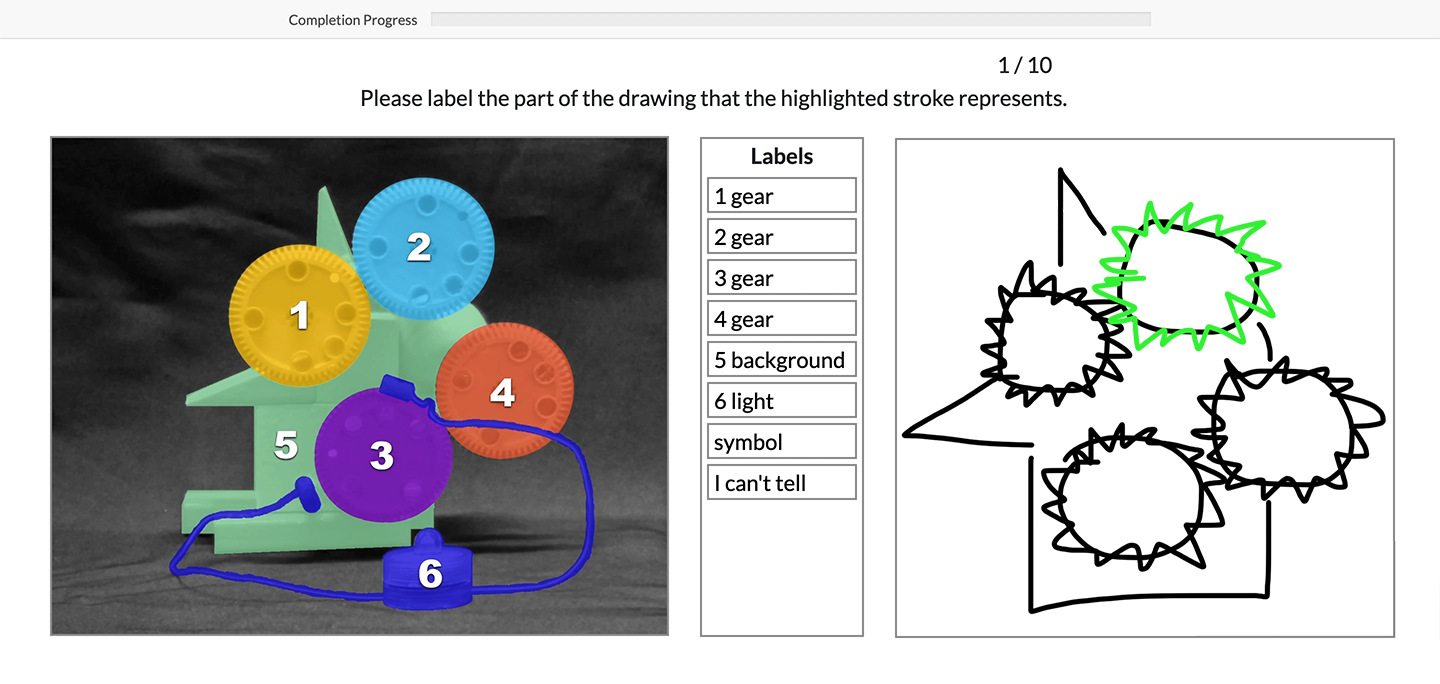 Completion Progress
1 / 10
Please label the part of the drawing that the highlighted stroke represents.
1
2
3
4
5
6
Labels
1 gear
2 gear
3 gear
4 gear
5 background
6 light
symbol
I can't tell